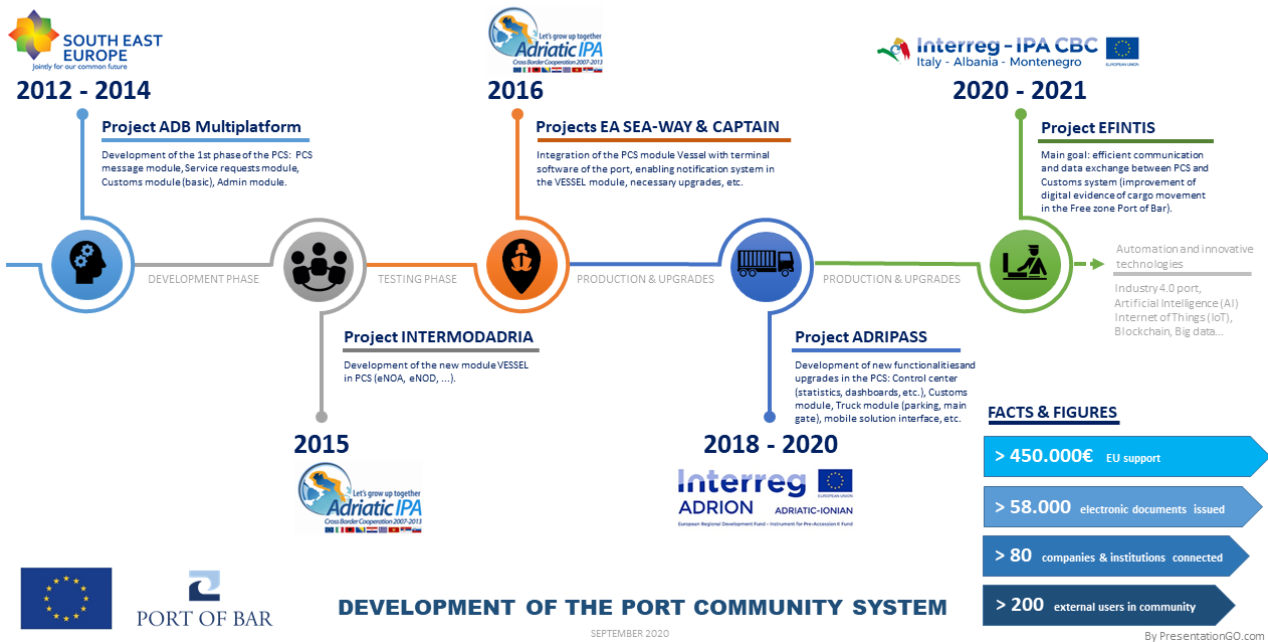 SOUTH EAST
EUROPE
Jointly for our common future
2012 - 2014
Project ADB Multiplatform
Development of the 1st phase of the PCS: PCS
message module, Service requests module,
Customs module (basic), Admin module.
Let's grow up together
Adriatic IPA
Cross Border Cooperation 2007-2013
2016
Projects EA SEA-WAY & CAPTAIN
Integration of the PCS module Vessel with terminal
software of the port, enabling notification system in
the VESSEL module, necessary upgrades, etc.
Interreg - IPA CBC
Italy - Albania - Montenegro
EUROPEAN UNION
2020 - 2021
Project EFINTIS
Main goal: efficient communication
and data exchange between PCS and
Customs system (improvement of
digital evidence of cargo movement
in the Free zone Port of Bar).
DEVELOPMENT PHASE
TESTING PHASE
PRODUCTION & UPGRADES
PRODUCTION & UPGRADES
Automation and innovative
technologies
Industry 4.0 port,
Artificial Intelligence (AI)
Internet of Things (IoT),
Blockchain, Big data...
Project INTERMODADRIA
Development of the new module VESSEL
in PCS (eNOA, eNOD, ...).
2015
Let's grow up together
Adriatic IPA
Cross Border Cooperation 2007-2013
Project ADRIPASS
Development of new functionalities and
upgrades in the PCS: Control center
(statistics, dashboards, etc.), Customs
module, Truck module (parking, main
gate), mobile solution interface, etc.
2018 - 2020
Interreg
EUROPEAN UNION
ADRION ADRIATIC-IONIAN
European Regional Development Fund - Instrument for Pre-Accession II Fund
FACTS & FIGURES
> 450.000€ EU support
> 58.000 electronic documents issued
> 80 companies & institutions connected
> 200 external users in community
PORT OF BAR
DEVELOPMENT OF THE PORT COMMUNITY SYSTEM
SEPTEMBER 2020
By PresentationGO.com